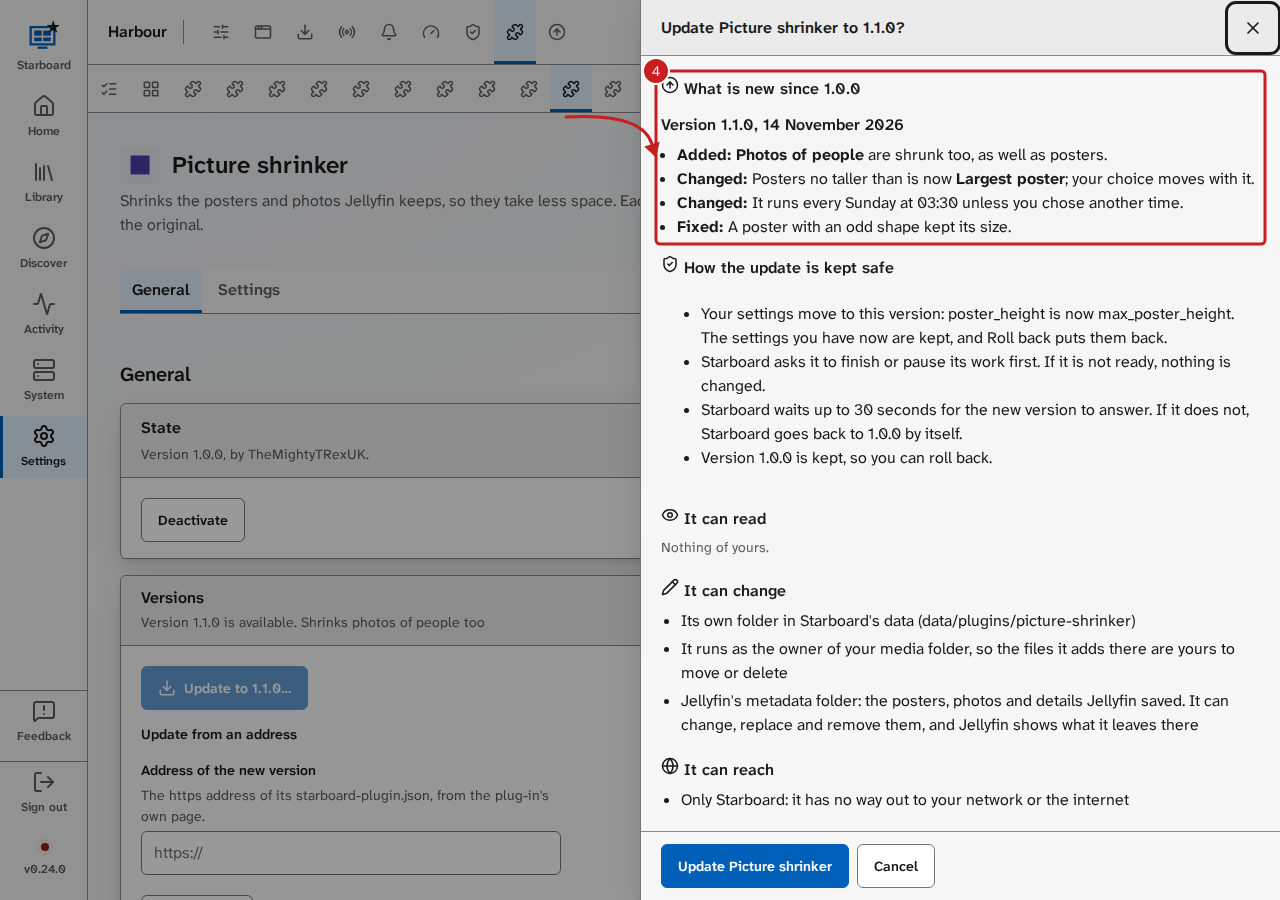 Starboard
Home
Library
Discover
Activity
System
Settings
Feedback
Sign out
v0.24.0
Harbour
Picture shrinker
Shrinks the posters and photos Jellyfin keeps, so they take less space. Eac
the original.
General
Settings
General
State
Version 1.0.0, by TheMightyTRexUK.
Deactivate
Versions
Version 1.1.0 is available. Shrinks photos of people too
Update to 1.1.0…
Update from an address
Address of the new version
The https address of its starboard-plugin.json, from the plug-in's
own page.
https://
Update Picture shrinker to 1.1.0?
4
What is new since 1.0.0
Version 1.1.0, 14 November 2026
Added: Photos of people are shrunk too, as well as posters.
Changed: Posters no taller than is now Largest poster; your choice moves with it.
Changed: It runs every Sunday at 03:30 unless you chose another time.
Fixed: A poster with an odd shape kept its size.
How the update is kept safe
Your settings move to this version: poster_height is now max_poster_height.
The settings you have now are kept, and Roll back puts them back.
Starboard asks it to finish or pause its work first. If it is not ready, nothing is
changed.
Starboard waits up to 30 seconds for the new version to answer. If it does not,
Starboard goes back to 1.0.0 by itself.
Version 1.0.0 is kept, so you can roll back.
It can read
Nothing of yours.
It can change
Its own folder in Starboard's data (data/plugins/picture-shrinker)
It runs as the owner of your media folder, so the files it adds there are yours to
move or delete
Jellyfin's metadata folder: the posters, photos and details Jellyfin saved. It can
change, replace and remove them, and Jellyfin shows what it leaves there
It can reach
Only Starboard: it has no way out to your network or the internet
Update Picture shrinker
Cancel